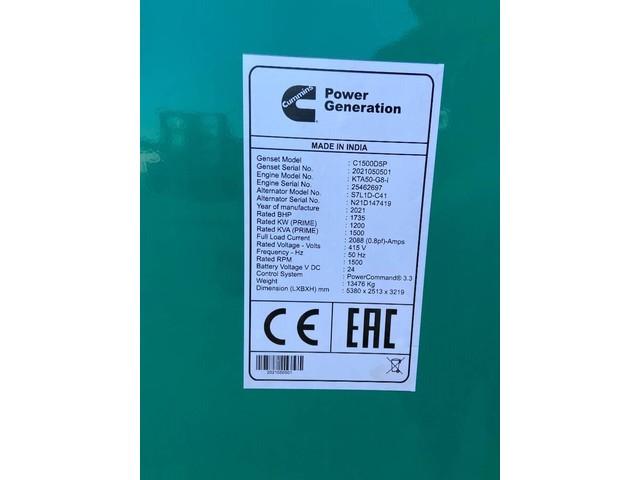 Cummins
Power
Generation
MADE IN INDIA
Genset Model : C1500D5P
Genset Serial No. : 2021050501
Engine Model : KTA50-G8-i
Engine Serial No. : 25462697
Alternator Model No. : S7L1D-C41
Alternator Serial No. : N21D147419
Year of manufacture : 2021
Rated BHP : 1735
Rated KW (PRIME) : 1200
Rated KVA (PRIME) : 1500
Full Load Current : 2088 (0.8pf)-Amps
Rated Voltage - Volts : 415 V
Frequency - Hz : 50 Hz
Rated RPM : 1500
Battery Voltage V DC : 24
Control System : PowerCommand® 3.3
Weight : 13476 Kg
Dimension (LXBXH) mm : 5380 x 2513 x 3219
CE EAC
2021050501